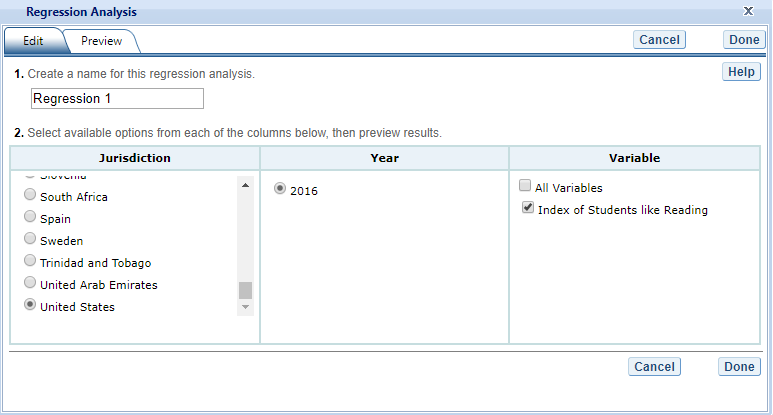 Regression Analysis
X
Edit Preview Cancel Done
1. Create a name for this regression analysis. Help
Regression 1
2. Select available options from each of the columns below, then preview results.
Jurisdiction Year Variable
Slovenia
South Africa 2016 All Variables
Spain Index of Students like Reading
Sweden
Trinidad and Tobago
United Arab Emirates
United States
Cancel Done